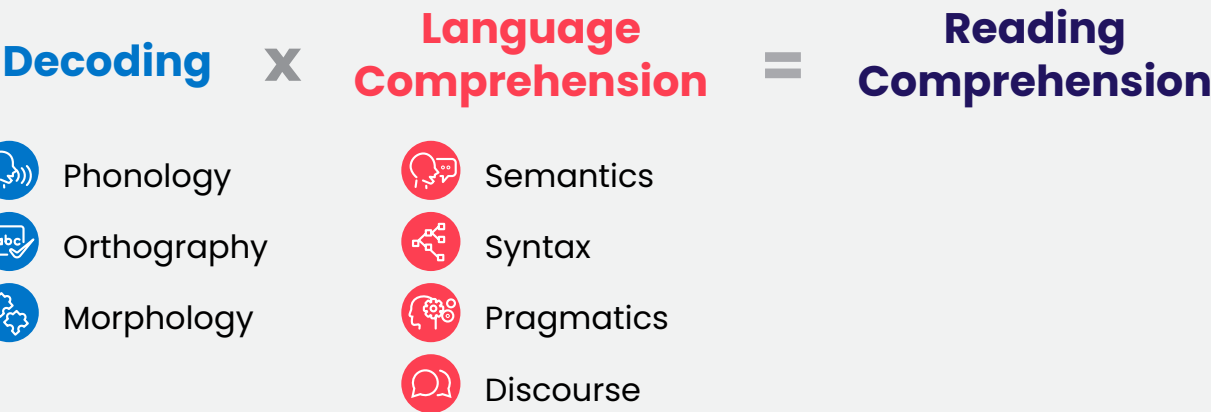 Decoding x Language Comprehension = Reading Comprehension
Phonology
Orthography
Morphology
Semantics
Syntax
Pragmatics
Discourse